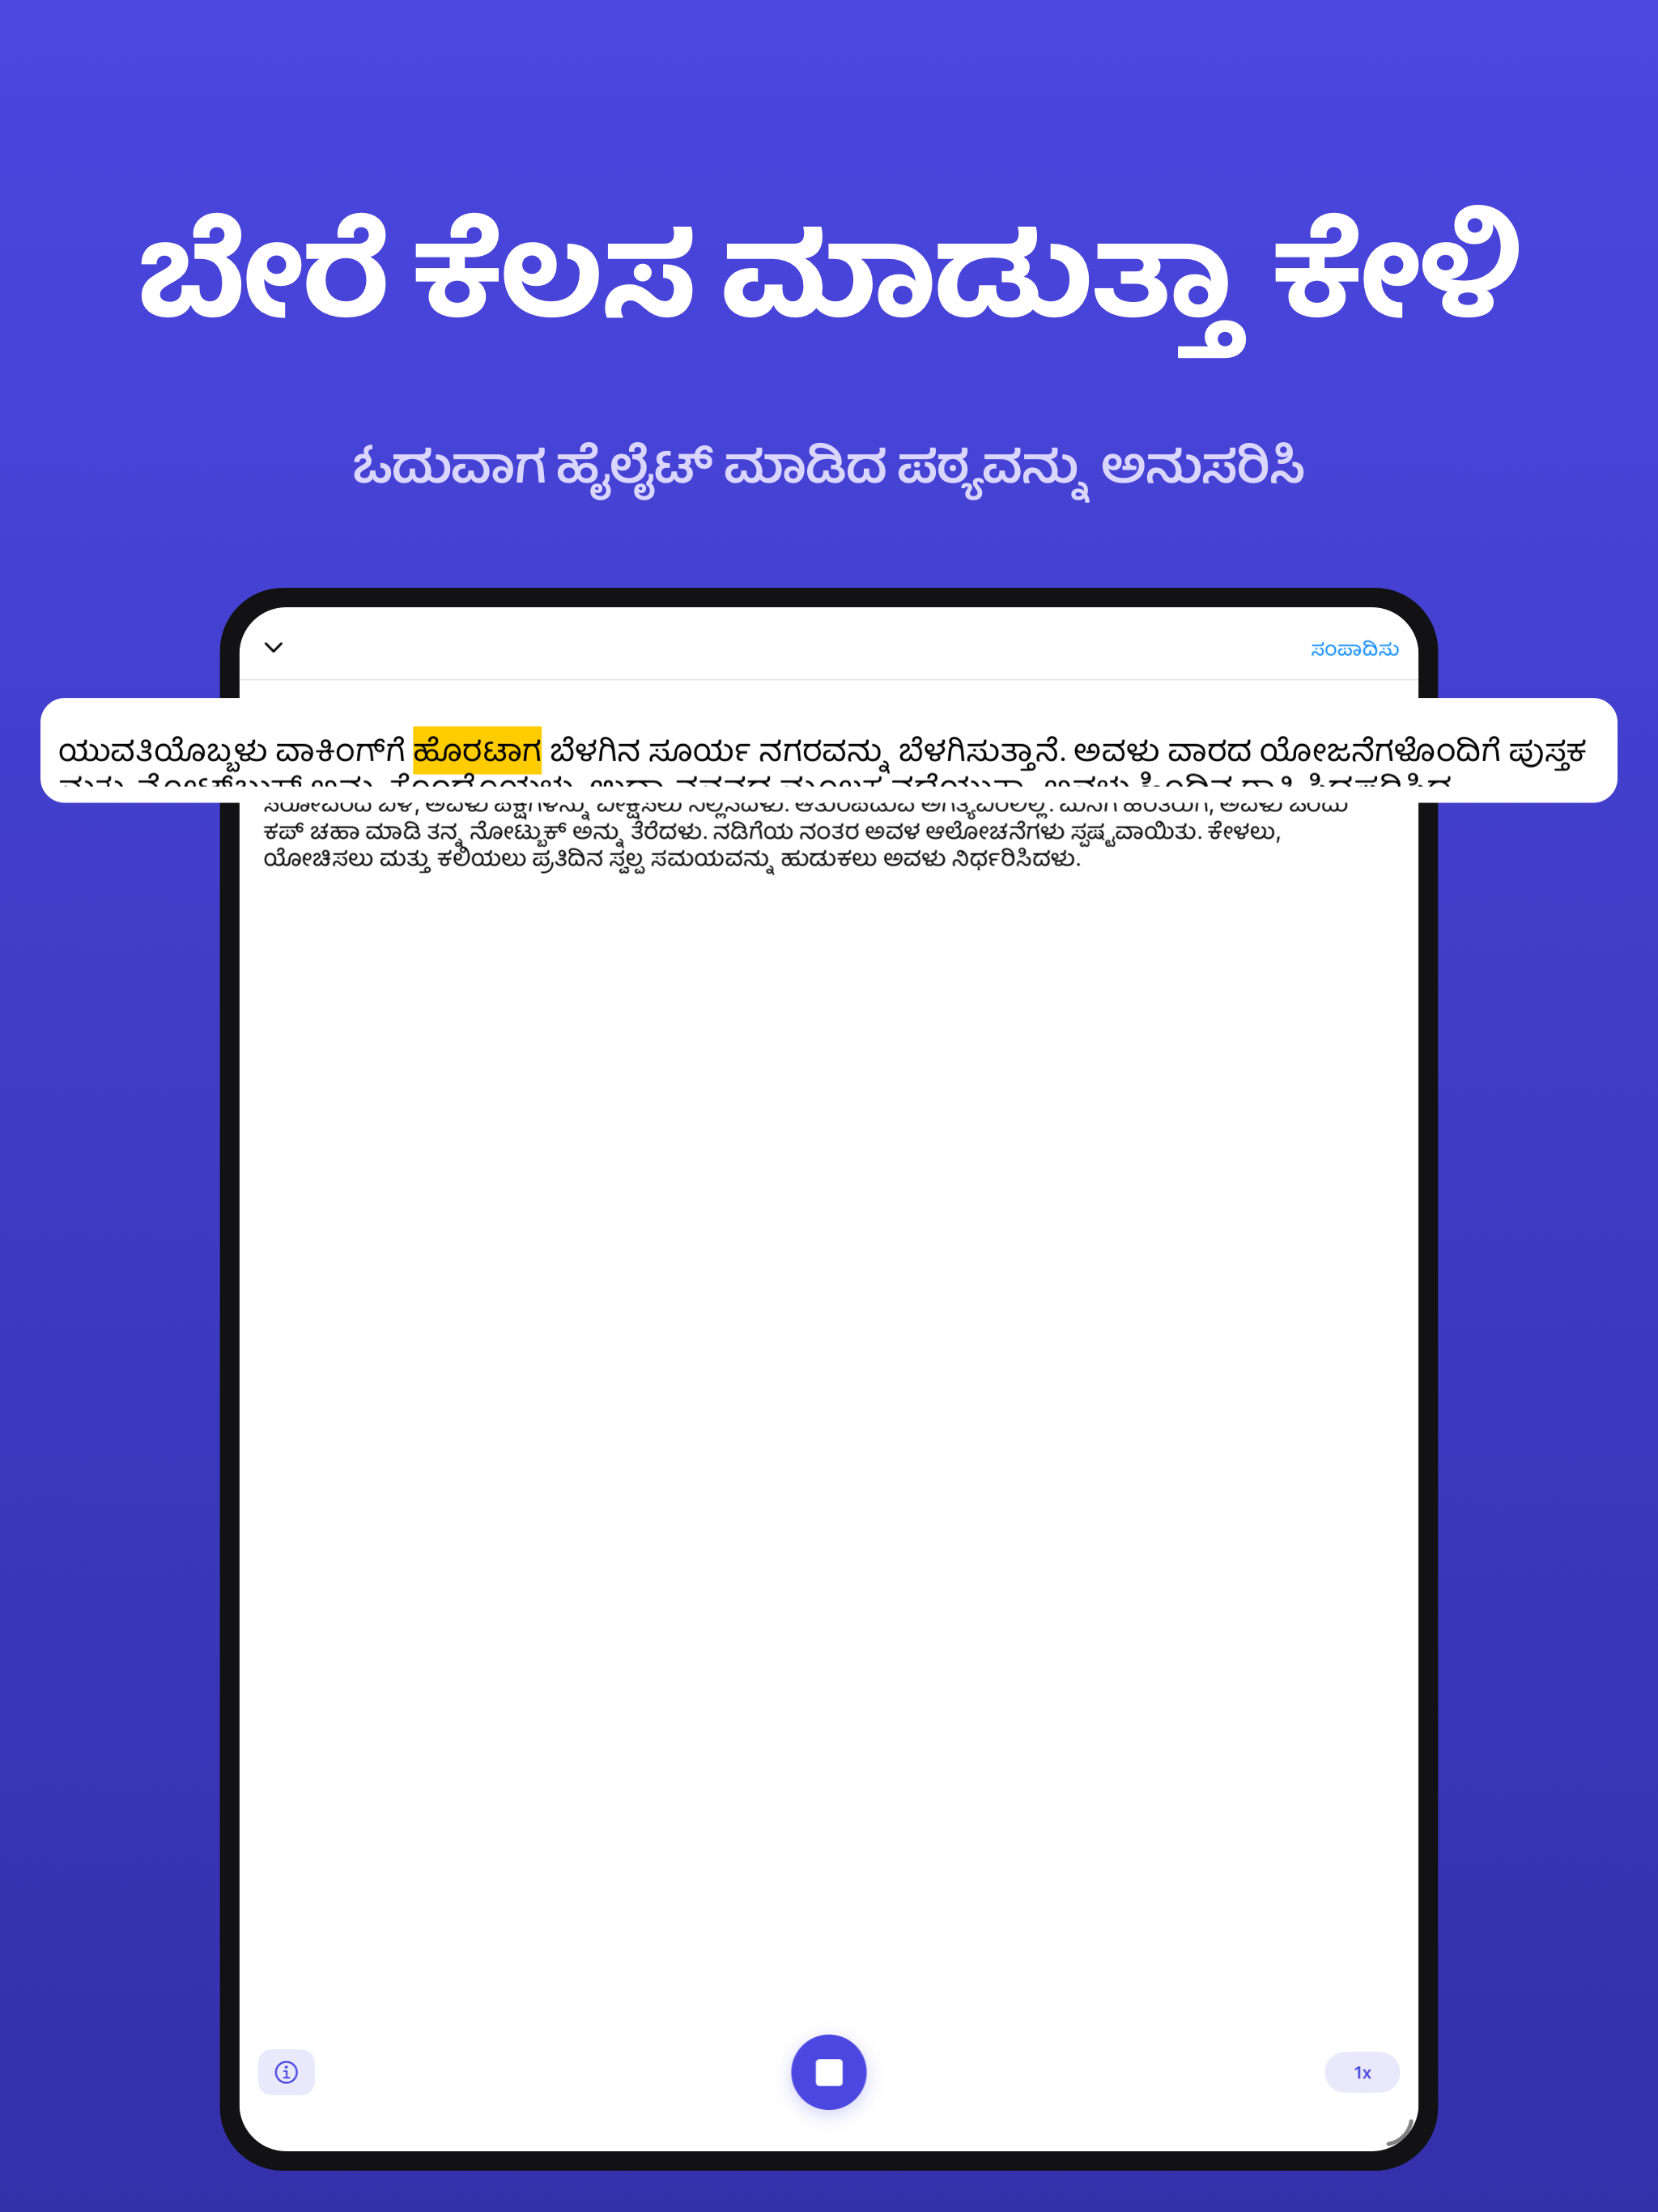 ಬೇರೆ ಕೆಲಸ ಮಾಡುತ್ತಾ ಕೇಳಿ
ಓದುವಾಗ ಹೈಲೈಟ್ ಮಾಡಿದ ಪಠ್ಯವನ್ನು ಅನುಸರಿಸಿ
ಸಂಪಾದಿಸು
ಯುವತಿಯೊಬ್ಬಳು ವಾಕಿಂಗ್‌ಗೆ ಹೊರಟಾಗ ಬೆಳಗಿನ ಸೂರ್ಯ ನಗರವನ್ನು ಬೆಳಗಿಸುತ್ತಾನೆ. ಅವಳು ವಾರದ ಯೋಜನೆಗಳೊಂದಿಗೆ ಪುಸ್ತಕ
ಕಪ್ ಚಹಾ ಮಾಡಿ ತನ್ನ ನೋಟ್ಬುಕ್ ಅನ್ನು ತೆರೆದಳು. ನಡಿಗೆಯ ನಂತರ ಅವಳ ಆಲೋಚನೆಗಳು ಸ್ಪಷ್ಟವಾಯಿತು. ಕೇಳಲು,
ಯೋಚಿಸಲು ಮತ್ತು ಕಲಿಯಲು ಪ್ರತಿದಿನ ಸ್ವಲ್ಪ ಸಮಯವನ್ನು ಹುಡುಕಲು ಅವಳು ನಿರ್ಧರಿಸಿದಳು.
1x